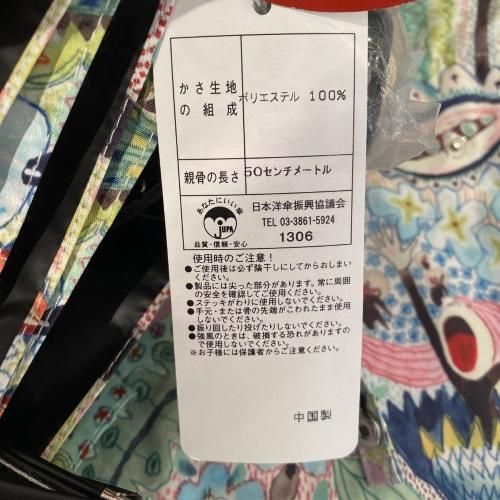 かさ生地
の組成
ポリエステル 100%
親骨の長さ
50センチメートル
あなたにいい傘
JUPA
品質・信頼・安心
日本洋傘振興協議会
TEL 03-3861-5924
1306
使用時のご注意!
●ご使用後は必ず陰干しにしてからおしまい
ください。
●製品には尖った部分があります。常に周囲
の安全を確認してご使用ください。
●ステッキがわりに使用しないでください。
●手元・または骨の先端がこわれたまま使用
しないでください。
●振り回したり投げたりしないでください。
●強風のときは、破損する恐れがありますので
ご使用にならないでください。
※お子様には保護者からご注意ください。
中国製